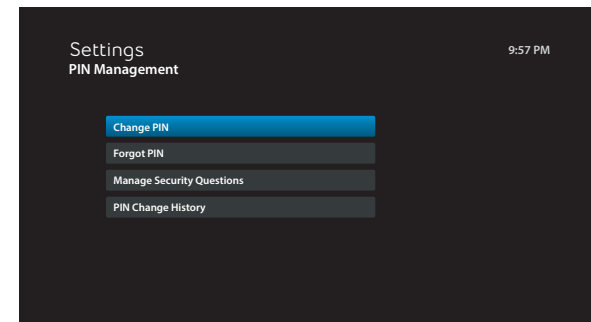 Settings
9:57 PM
PIN Management
Change PIN
Forgot PIN
Manage Security Questions
PIN Change History